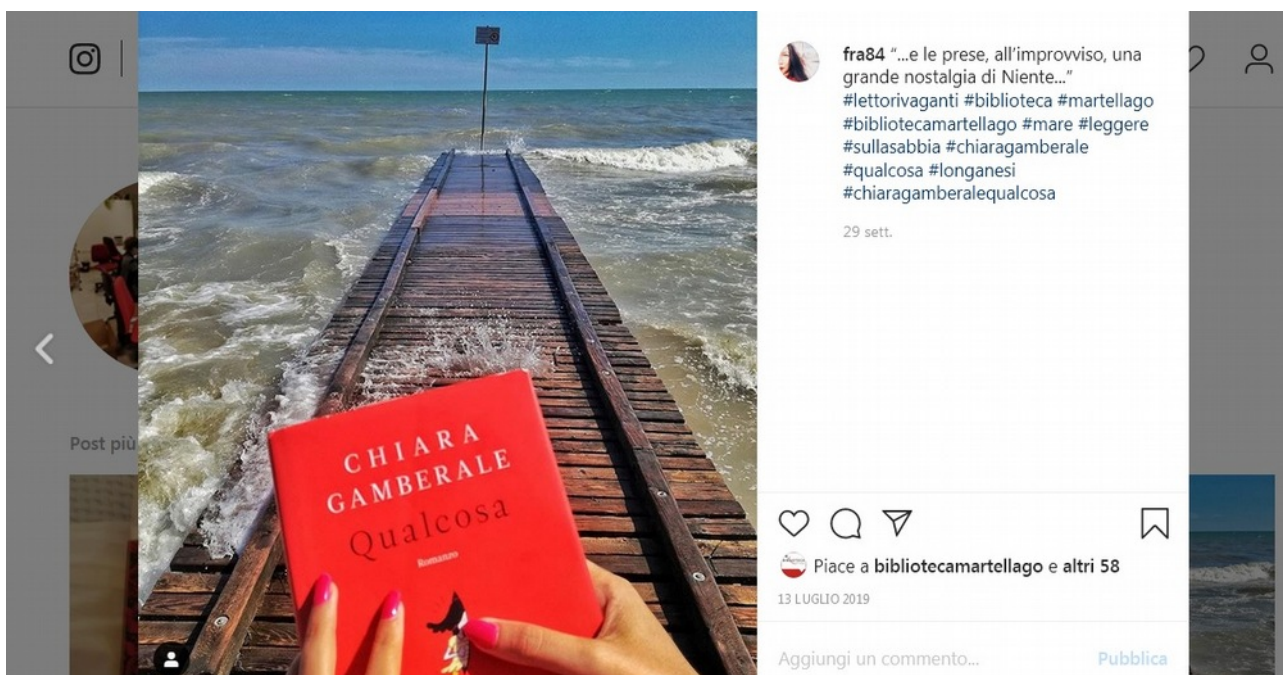 CHIARA
GAMBERALE
Qualcosa
Romanzo
Post più
fra84 “...e le prese, all’improvviso, una
grande nostalgia di Niente...”
#lettorivaganti #biblioteca #martellago
#bibliotecamartellago #mare #leggere
#sullasabbia #chiaragamberale
#qualcosa #longanesi
#chiaragamberalequalcosa
29 sett.
Piace a bibliotecamartellago e altri 58
13 LUGLIO 2019
Aggiungi un commento...
Pubblica